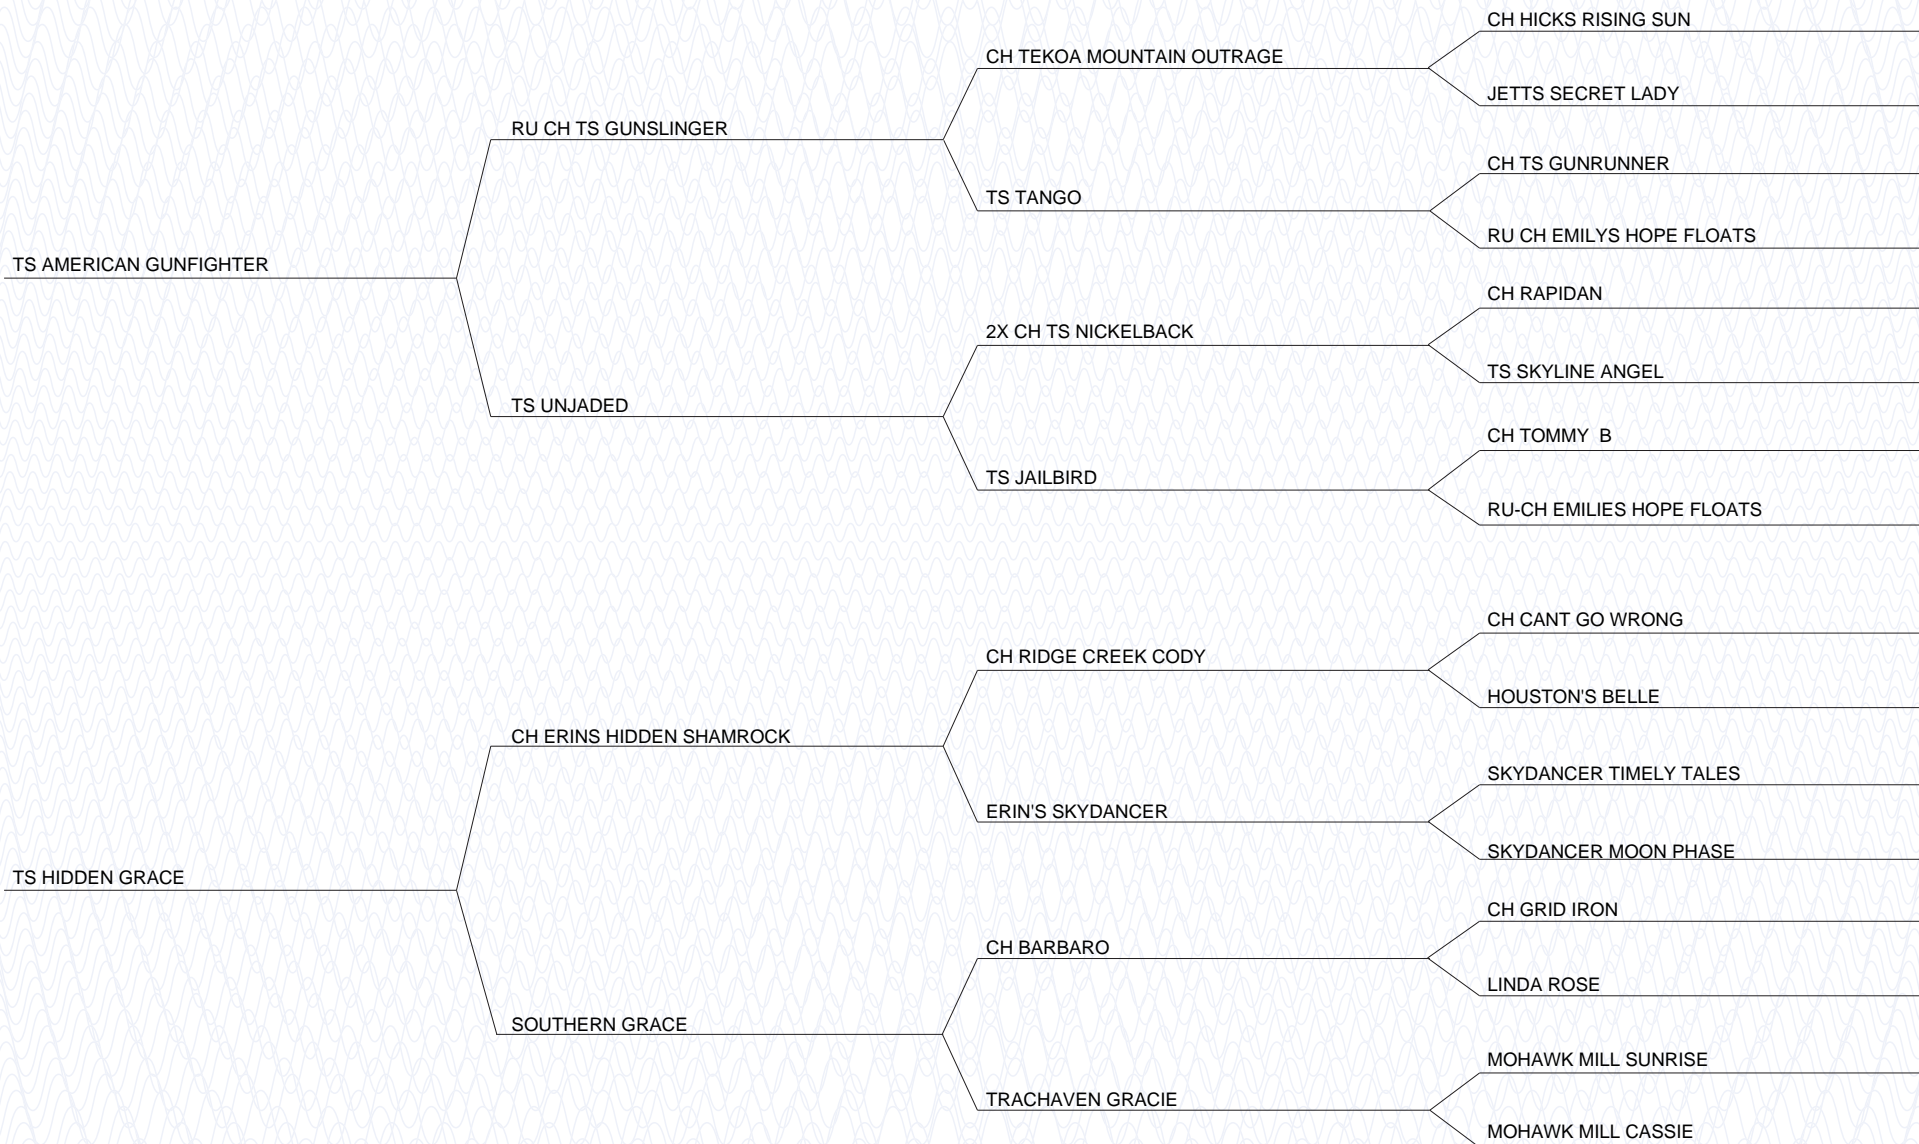 CH HICKS RISING SUN
CH TEKOA MOUNTAIN OUTRAGE
JETTS SECRET LADY
RU CH TS GUNSLINGER
CH TS GUNRUNNER
TS TANGO
RU CH EMILYS HOPE FLOATS
TS AMERICAN GUNFIGHTER
CH RAPIDAN
2X CH TS NICKELBACK
TS SKYLINE ANGEL
TS UNJADED
CH TOMMY  B
TS JAILBIRD
RU-CH EMILIES HOPE FLOATS
CH CANT GO WRONG
CH RIDGE CREEK CODY
HOUSTON'S BELLE
CH ERINS HIDDEN SHAMROCK
SKYDANCER TIMELY TALES
ERIN'S SKYDANCER
SKYDANCER MOON PHASE
TS HIDDEN GRACE
CH GRID IRON
CH BARBARO
LINDA ROSE
SOUTHERN GRACE
MOHAWK MILL SUNRISE
TRACHAVEN GRACIE
MOHAWK MILL CASSIE